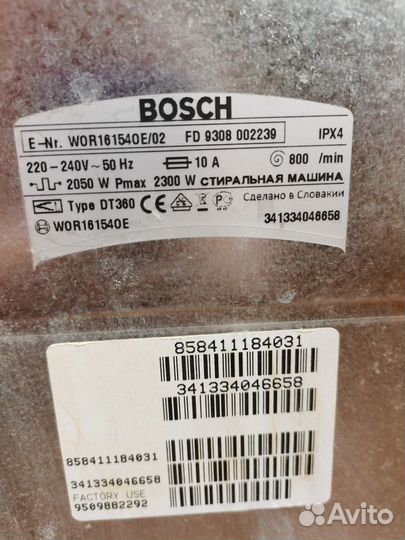 BOSCH
E-Nr. WOR16154OE/02 FD 9308 002239 IPX4
220-240V~50 Hz 10 A 800 /min
2050 W Pmax 2300 W СТИРАЛЬНАЯ МАШИНА
Type DT360 CE Сделано в Словакии
WOR16154OE 341334046658
858411184031
341334046658
858411184031
341334046658
FACTORY USE
9509882292
Avito